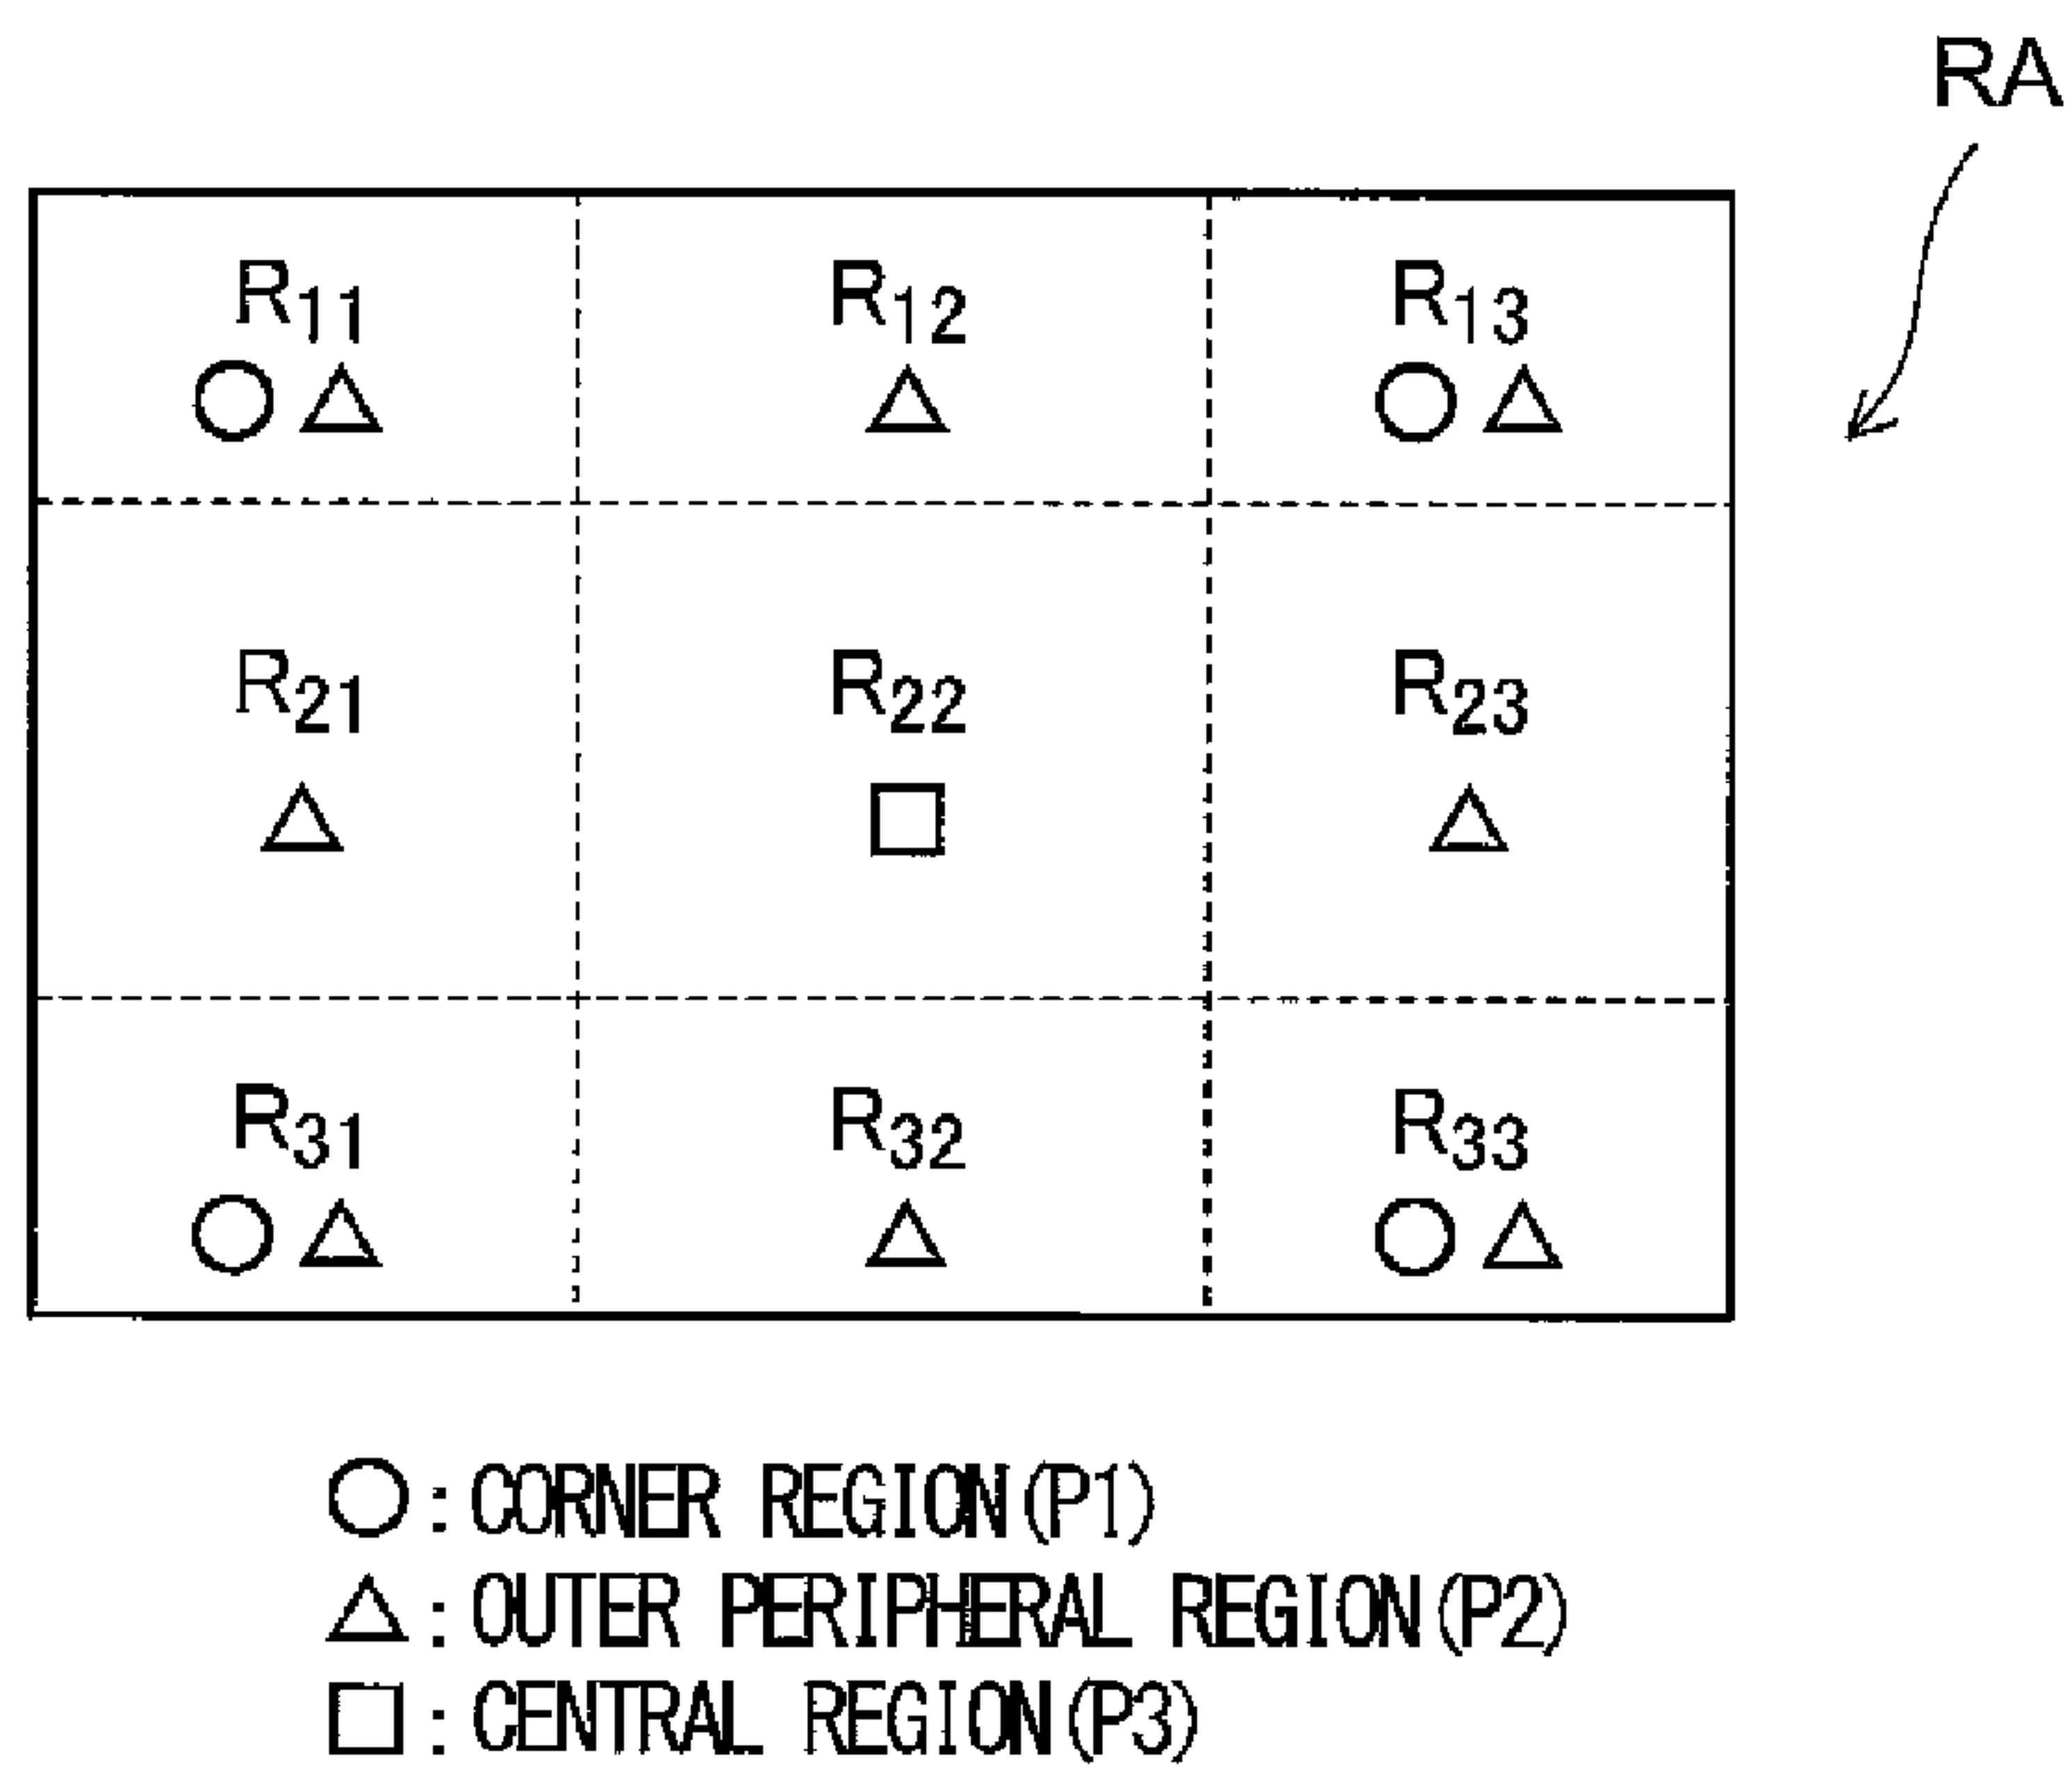 RA
R11 R12 R13
R21 R22 R23
R31 R32 R33
: CORNER REGION(P1)
: OUTER PERIPHERAL REGION(P2)
: CENTRAL REGION(P3)